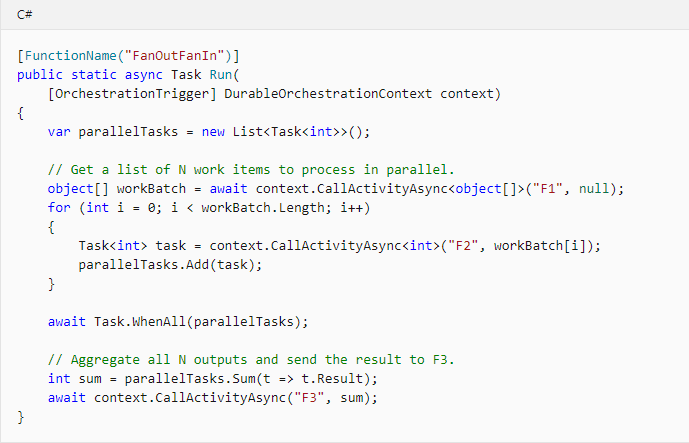 C#
[FunctionName("FanOutFanIn")]
public static async Task Run(
    [OrchestrationTrigger] DurableOrchestrationContext context)
{
    var parallelTasks = new List<Task<int>>();

    // Get a list of N work items to process in parallel.
    object[] workBatch = await context.CallActivityAsync<object[]>("F1", null);
    for (int i = 0; i < workBatch.Length; i++)
    {
        Task<int> task = context.CallActivityAsync<int>("F2", workBatch[i]);
        parallelTasks.Add(task);
    }

    await Task.WhenAll(parallelTasks);

    // Aggregate all N outputs and send the result to F3.
    int sum = parallelTasks.Sum(t => t.Result);
    await context.CallActivityAsync("F3", sum);
}